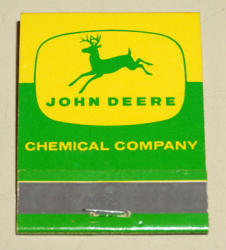 JOHN DEERE
CHEMICAL COMPANY